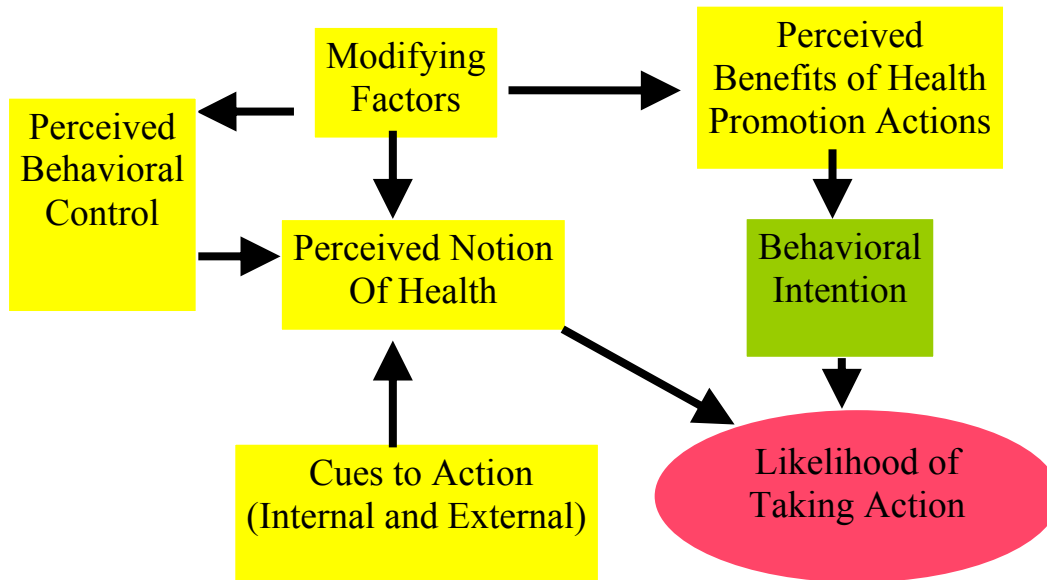 Modifying
Factors
Perceived
Benefits of Health
Promotion Actions
Perceived
Behavioral
Control
Perceived Notion
Of Health
Behavioral
Intention
Cues to Action
(Internal and External)
Likelihood of
Taking Action